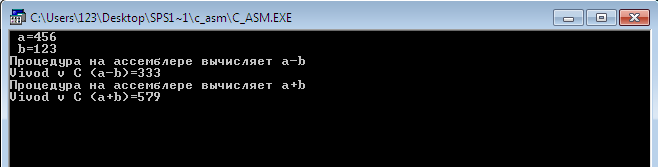 C:\Users\123\Desktop\SPS1~1\c_asm\C_ASM.EXE
a=456
b=123
Процедура на ассемблере вычисляет a-b
Vivod v C (a-b)=333
Процедура на ассемблере вычисляет a+b
Vivod v C (a+b)=579